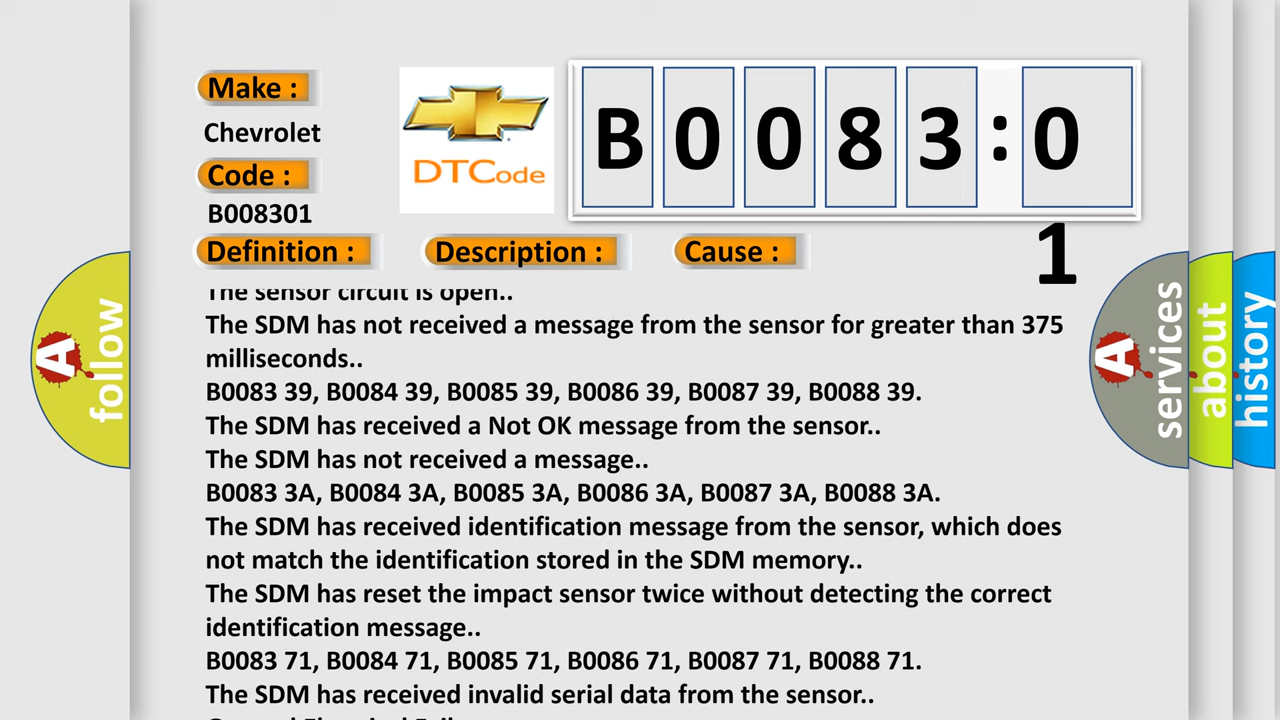 Make :
Chevrolet
Code :
B008301
DTCode
B0083:0
1
Definition :
Description :
Cause :
The sensor circuit is open..
The SDM has not received a message from the sensor for greater than 375
milliseconds..
B0083 39, B0084 39, B0085 39, B0086 39, B0087 39, B0088 39.
The SDM has received a Not OK message from the sensor..
The SDM has not received a message..
B0083 3A, B0084 3A, B0085 3A, B0086 3A, B0087 3A, B0088 3A.
The SDM has received identification message from the sensor, which does
not match the identification stored in the SDM memory..
The SDM has reset the impact sensor twice without detecting the correct
identification message..
B0083 71, B0084 71, B0085 71, B0086 71, B0087 71, B0088 71.
The SDM has received invalid serial data from the sensor..
A
follow
A
services
about
history